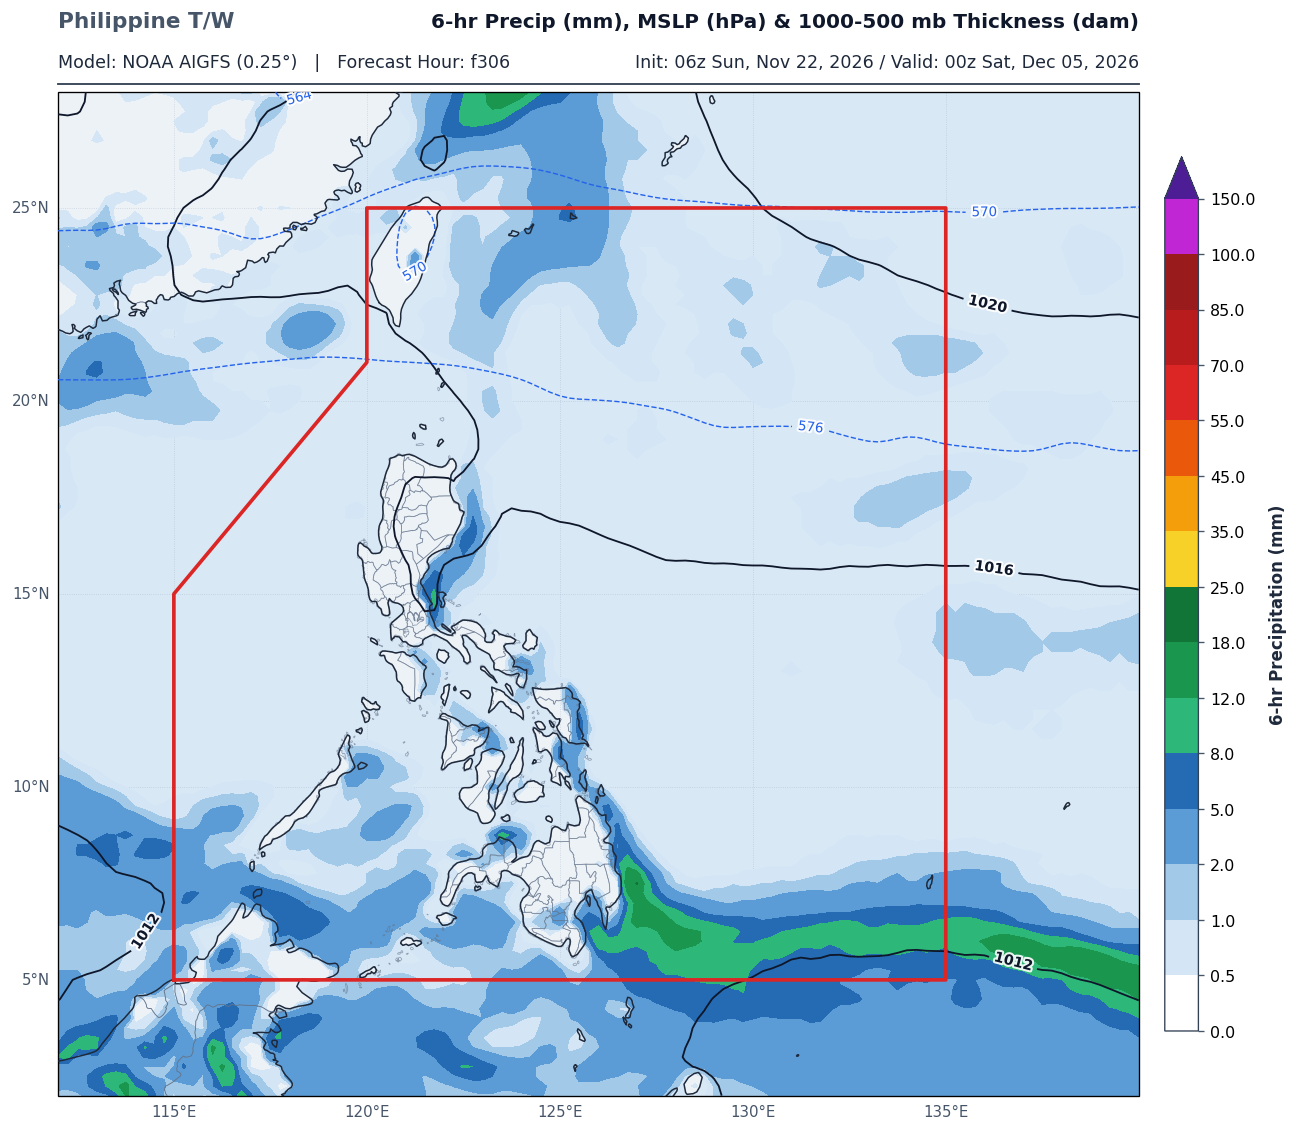 Philippine T/W
6-hr Precip (mm), MSLP (hPa) & 1000-500 mb Thickness (dam)
Model: NOAA AIGFS (0.25°) | Forecast Hour: f306
Init: 06z Sun, Nov 22, 2026 / Valid: 00z Sat, Dec 05, 2026
564
570
570
576
1020
1016
1012
1012
25°N
20°N
15°N
10°N
5°N
115°E
120°E
125°E
130°E
135°E
150.0
100.0
85.0
70.0
55.0
45.0
35.0
25.0
18.0
12.0
8.0
5.0
2.0
1.0
0.5
0.0
6-hr Precipitation (mm)